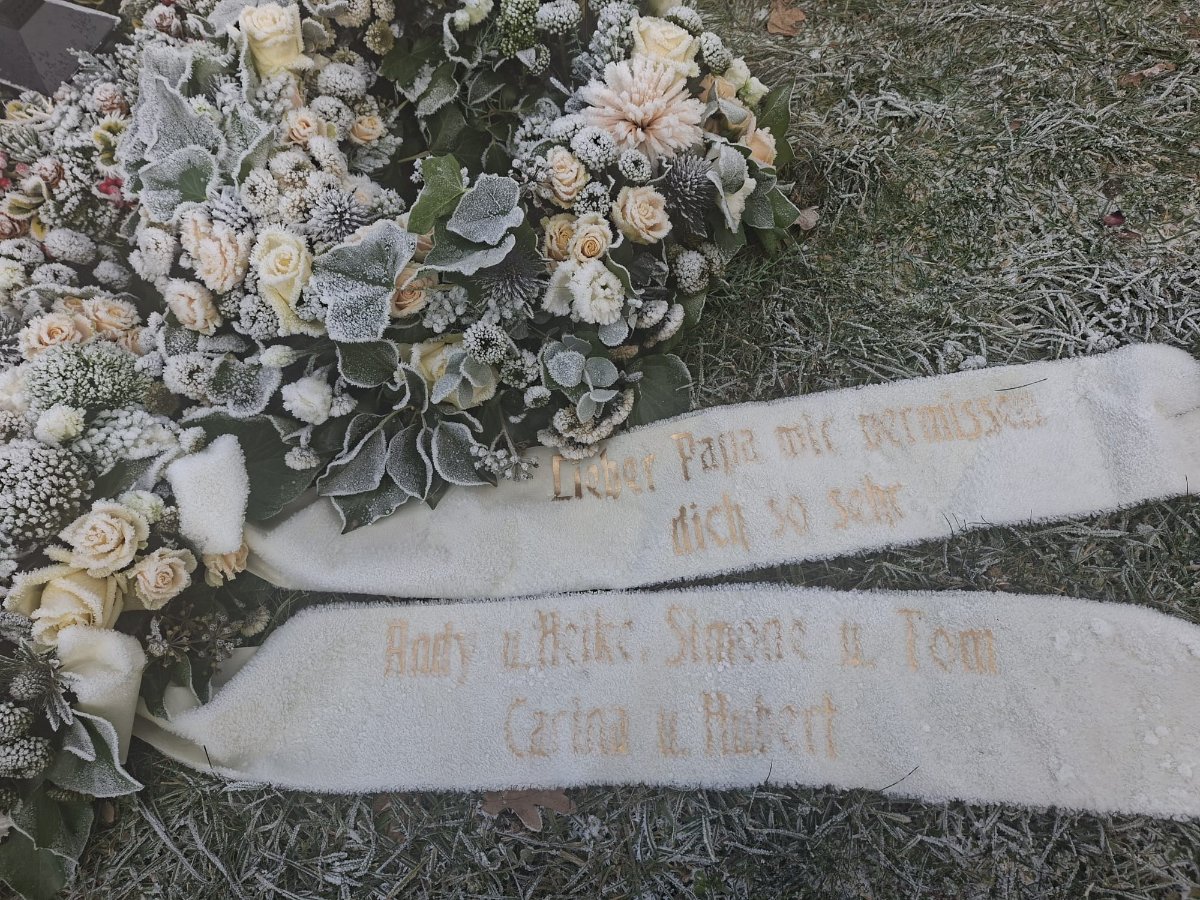 Lieber Papa wir vermissen
dich so sehr
Andy u. Heike, Simone u. Tom
Carina u. Hubert